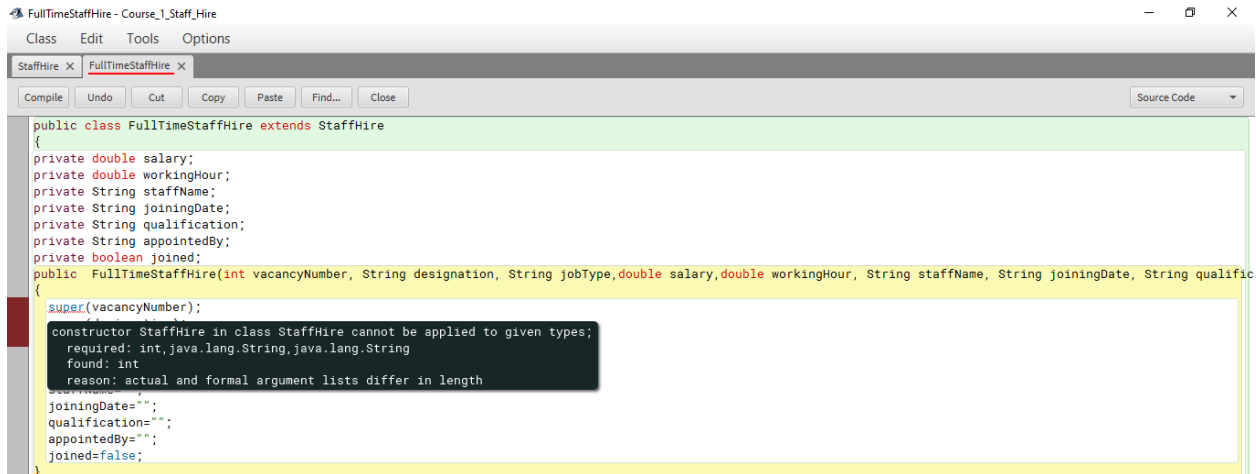 FullTimeStaffHire - Course_1_Staff_Hire
Class Edit Tools Options
StaffHire X FullTimeStaffHire X
Compile Undo Cut Copy Paste Find... Close Source Code
public class FullTimeStaffHire extends StaffHire
{
private double salary;
private double workingHour;
private String staffName;
private String joiningDate;
private String qualification;
private String appointedBy;
private boolean joined;
public FullTimeStaffHire(int vacancyNumber, String designation, String jobType,double salary,double workingHour, String staffName, String joiningDate, String qualific
{
super(vacancyNumber);
constructor StaffHire in class StaffHire cannot be applied to given types;
required: int,java.lang.String,java.lang.String
found: int
reason: actual and formal argument lists differ in length
joiningDate="";
qualification="";
appointedBy="";
joined=false;
}